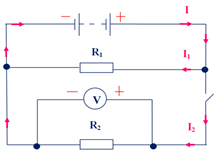 − + I
R1 I1
− V +
R2 I2